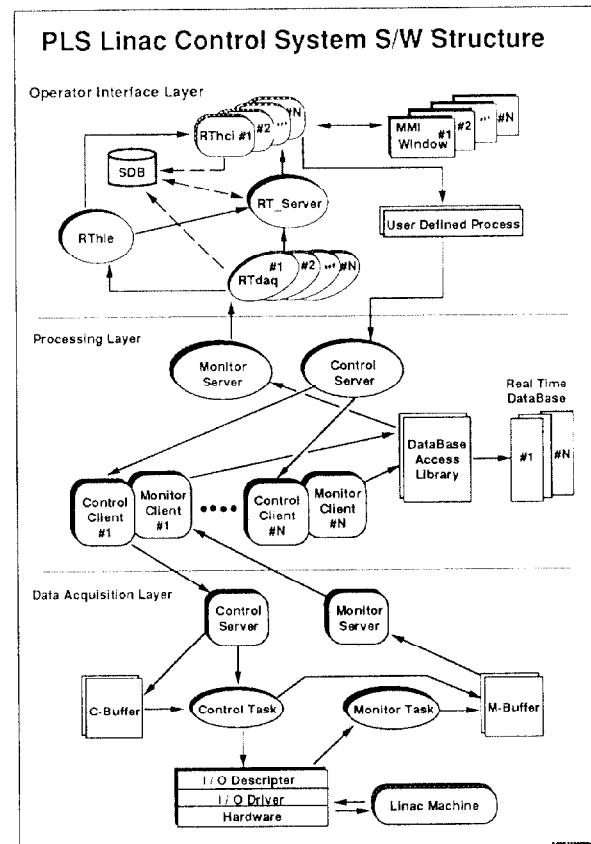 PLS Linac Control System S/W Structure
Operator Interface Layer
RThci #1
#2
...
#N
MMI
Window
#1
#2
...
#N
SDB
RT_Server
RThle
User Defined Process
RTdaq
#1
#2
...
#N
Processing Layer
Monitor
Server
Control
Server
Real Time
DataBase
DataBase
Access
Library
#1
#N
Control
Client
#1
Monitor
Client
#1
••••
Control
Client
#N
Monitor
Client
#N
Data Acquisition Layer
Control
Server
Monitor
Server
C-Buffer
Control Task
Monitor Task
M-Buffer
I/O Descripter
I/O Driver
Hardware
Linac Machine